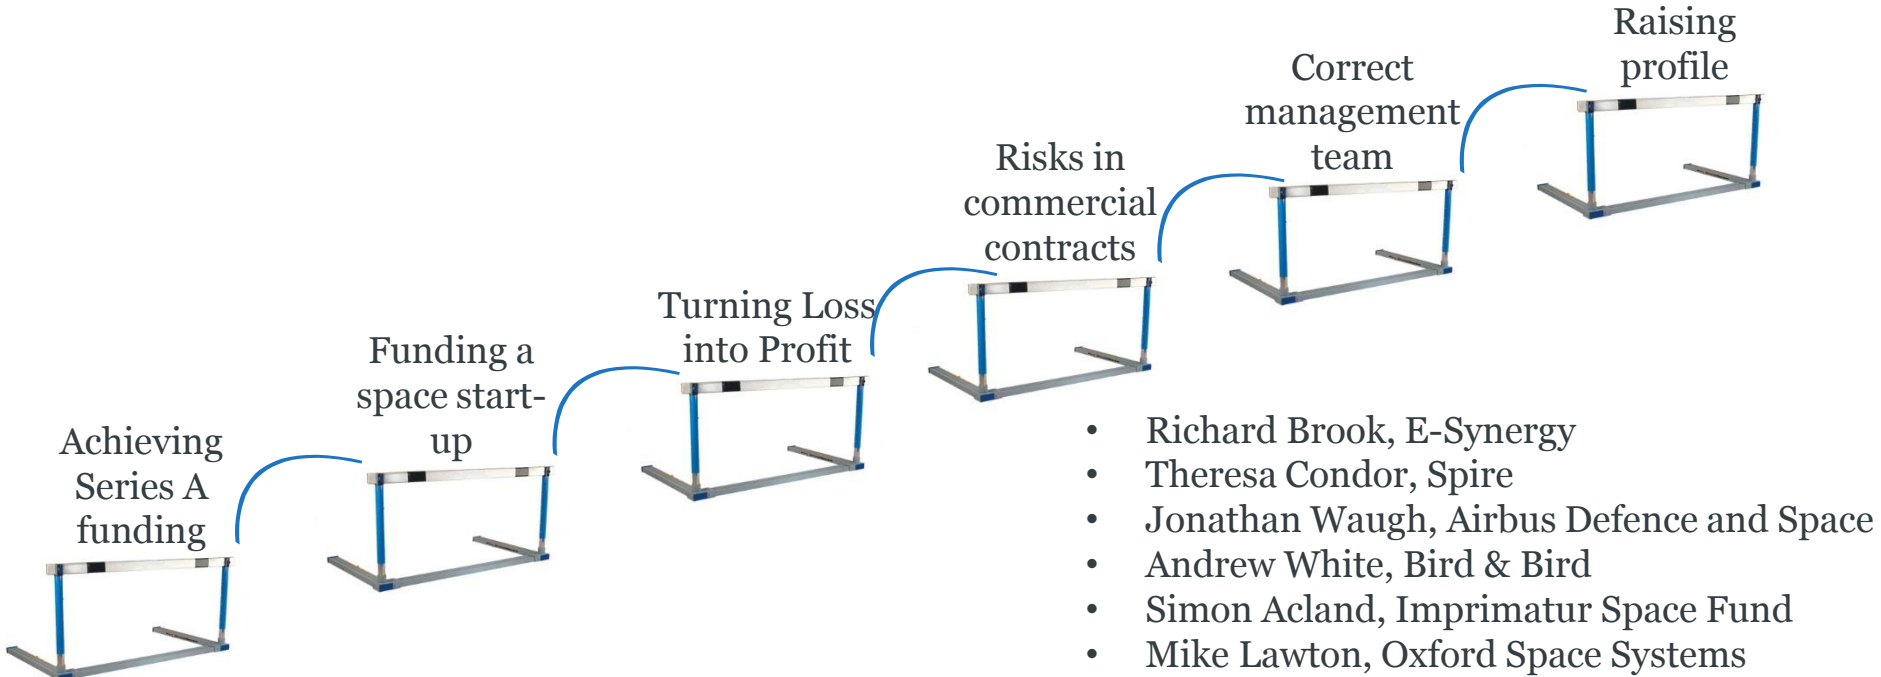 Achieving
Series A
funding
Funding a
space start-
up
Turning Loss
into Profit
Risks in
commercial
contracts
Correct
management
team
Raising
profile
• Richard Brook, E-Synergy
• Theresa Condor, Spire
• Jonathan Waugh, Airbus Defence and Space
• Andrew White, Bird & Bird
• Simon Acland, Imprimatur Space Fund
• Mike Lawton, Oxford Space Systems